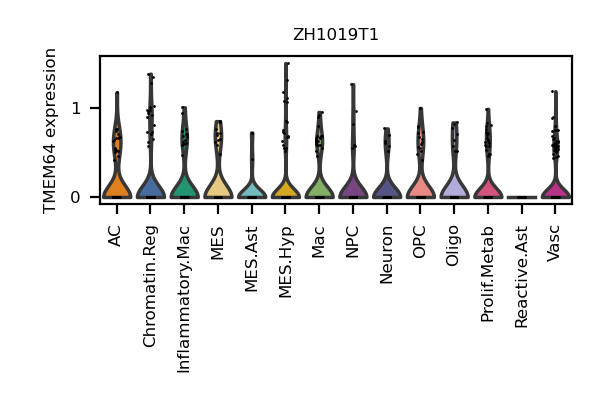 ZH1019T1
TMEM64 expression
1
0
AC
Chromatin.Reg
Inflammatory.Mac
MES
MES.Ast
MES.Hyp
Mac
NPC
Neuron
OPC
Oligo
Prolif.Metab
Reactive.Ast
Vasc